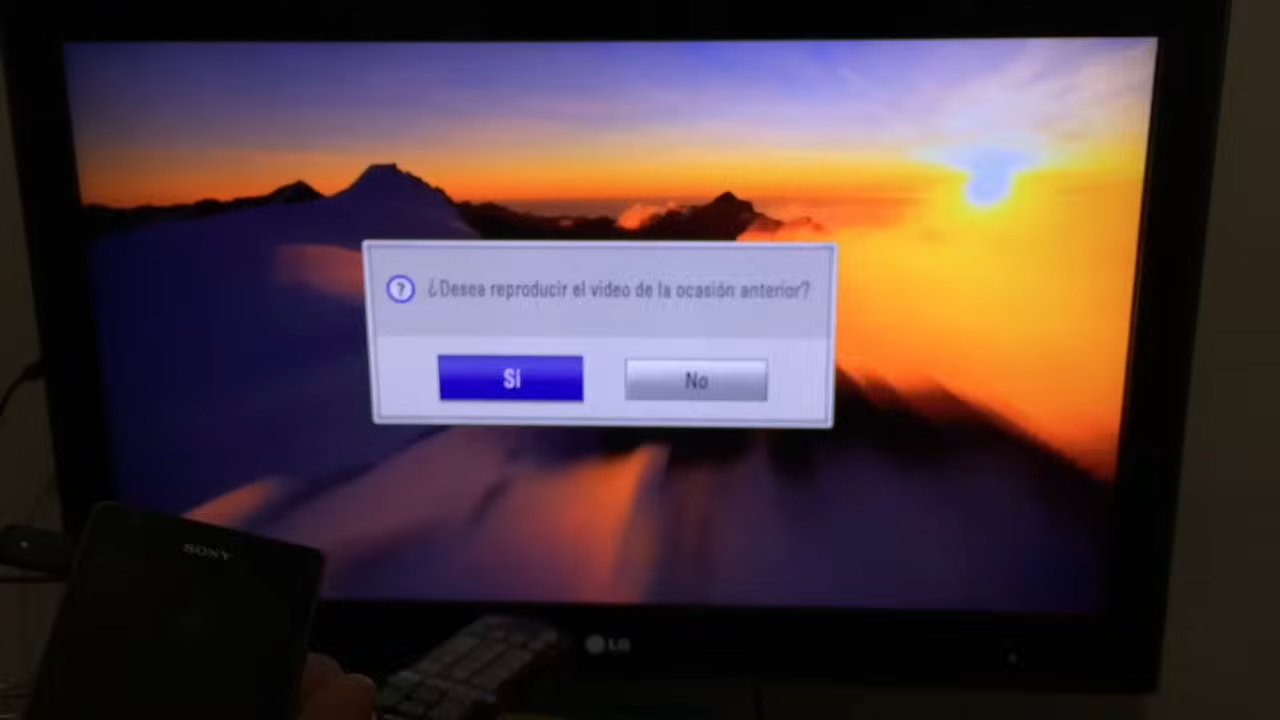 ¿Desea reproducir el video de la ocasión anterior?
Sí
No
SONY
LG